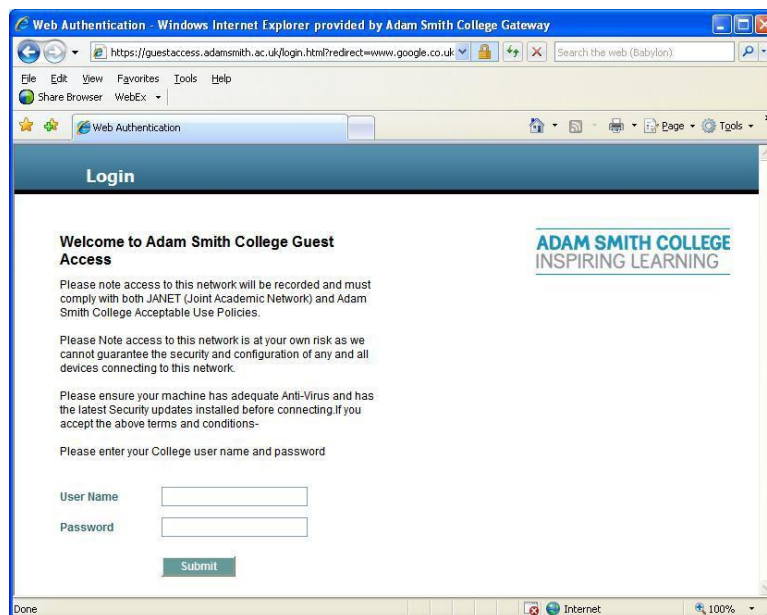 Web Authentication - Windows Internet Explorer provided by Adam Smith College Gateway
https://guestaccess.adamsmith.ac.uk/login.html?redirect=www.google.co.uk
Search the web (Babylon)
File Edit View Favorites Tools Help
Share Browser WebEx
Web Authentication
Page Tools
Login
Welcome to Adam Smith College Guest
Access
ADAM SMITH COLLEGE
INSPIRING LEARNING
Please note access to this network will be recorded and must
comply with both JANET (Joint Academic Network) and Adam
Smith College Acceptable Use Policies.
Please Note access to this network is at your own risk as we
cannot guarantee the security and configuration of any and all
devices connecting to this network.
Please ensure your machine has adequate Anti-Virus and has
the latest Security updates installed before connecting.If you
accept the above terms and conditions-
Please enter your College user name and password
User Name
Password
Submit
Done
Internet
100%